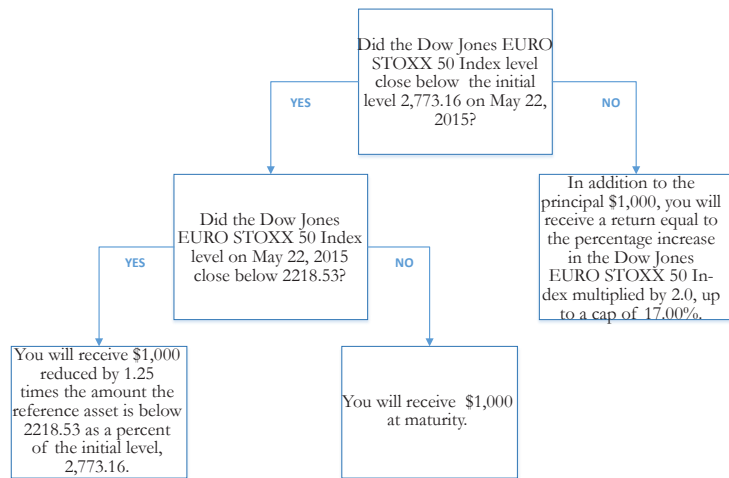 Did the Dow Jones EURO
STOXX 50 Index level
close below the initial
level 2,773.16 on May 22,
2015?
YES
NO
Did the Dow Jones
EURO STOXX 50 Index
level on May 22, 2015
close below 2218.53?
In addition to the
principal $1,000, you will
receive a return equal to
the percentage increase
in the Dow Jones
EURO STOXX 50 In-
dex multiplied by 2.0, up
to a cap of 17.00%.
YES
NO
You will receive $1,000
reduced by 1.25
times the amount the
reference asset is below
2218.53 as a percent
of the initial level,
2,773.16.
You will receive $1,000
at maturity.